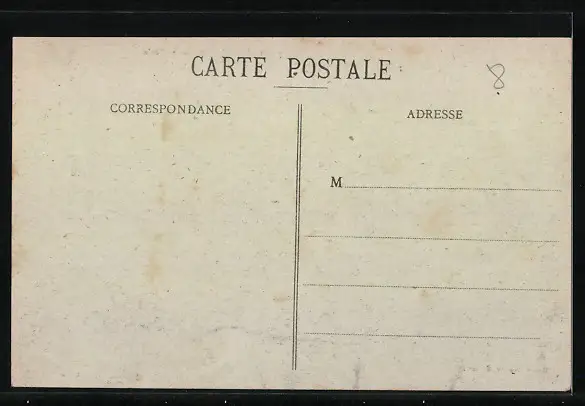 CARTE POSTALE
8
CORRESPONDANCE
ADRESSE
M